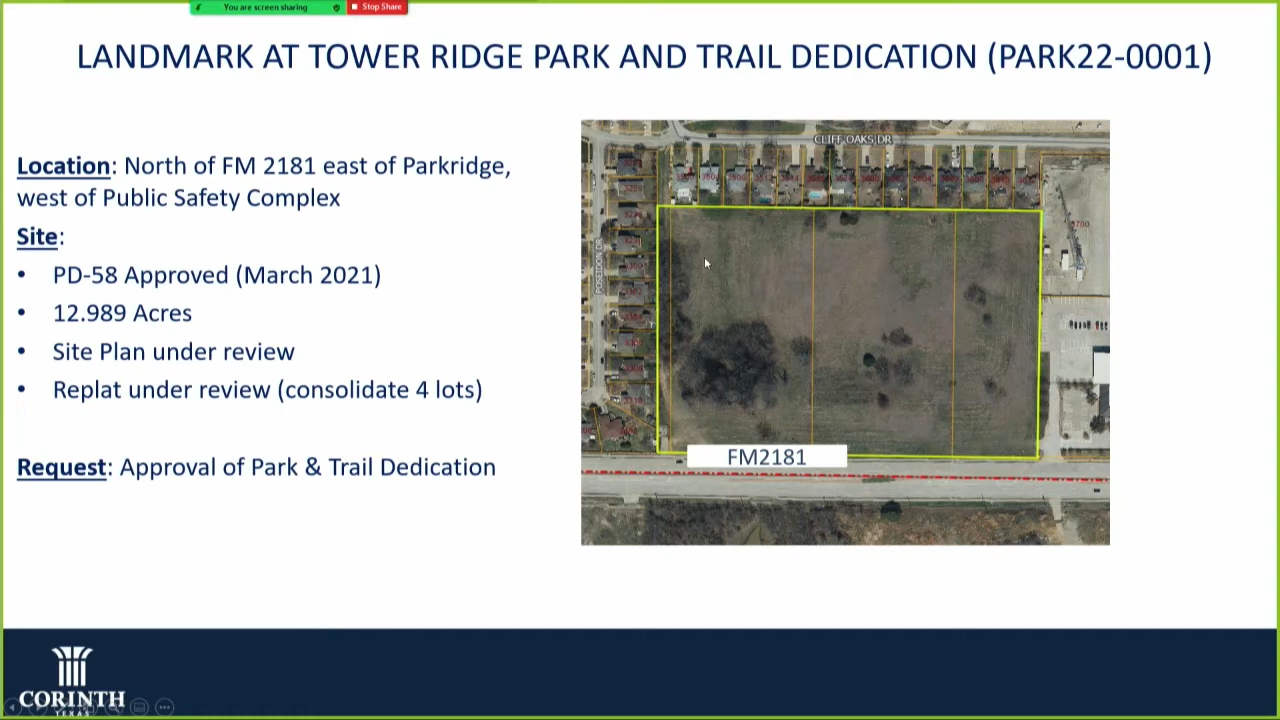 You are screen sharing
Stop Share
LANDMARK AT TOWER RIDGE PARK AND TRAIL DEDICATION (PARK22-0001)
Location: North of FM 2181 east of Parkridge,
west of Public Safety Complex
Site:
• PD-58 Approved (March 2021)
• 12.989 Acres
• Site Plan under review
• Replat under review (consolidate 4 lots)
Request: Approval of Park & Trail Dedication
CLIFF OAKS DR
POSEIDON DR
FM2181
CORINTH
TEXAS